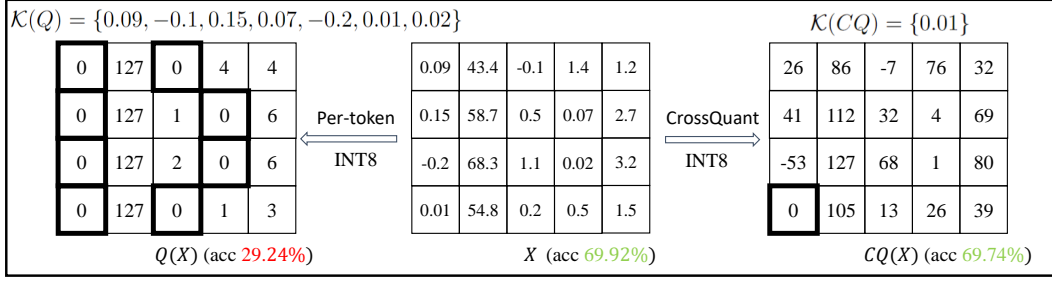 K(Q) = {0.09, −0.1, 0.15, 0.07, −0.2, 0.01, 0.02}
K(CQ) = {0.01}
0 127 0 4 4
0 127 1 0 6
0 127 2 0 6
0 127 0 1 3
Per-token
INT8
0.09 43.4 -0.1 1.4 1.2
0.15 58.7 0.5 0.07 2.7
-0.2 68.3 1.1 0.02 3.2
0.01 54.8 0.2 0.5 1.5
CrossQuant
INT8
26 86 -7 76 32
41 112 32 4 69
-53 127 68 1 80
0 105 13 26 39
Q(X) (acc 29.24%)
X (acc 69.92%)
CQ(X) (acc 69.74%)